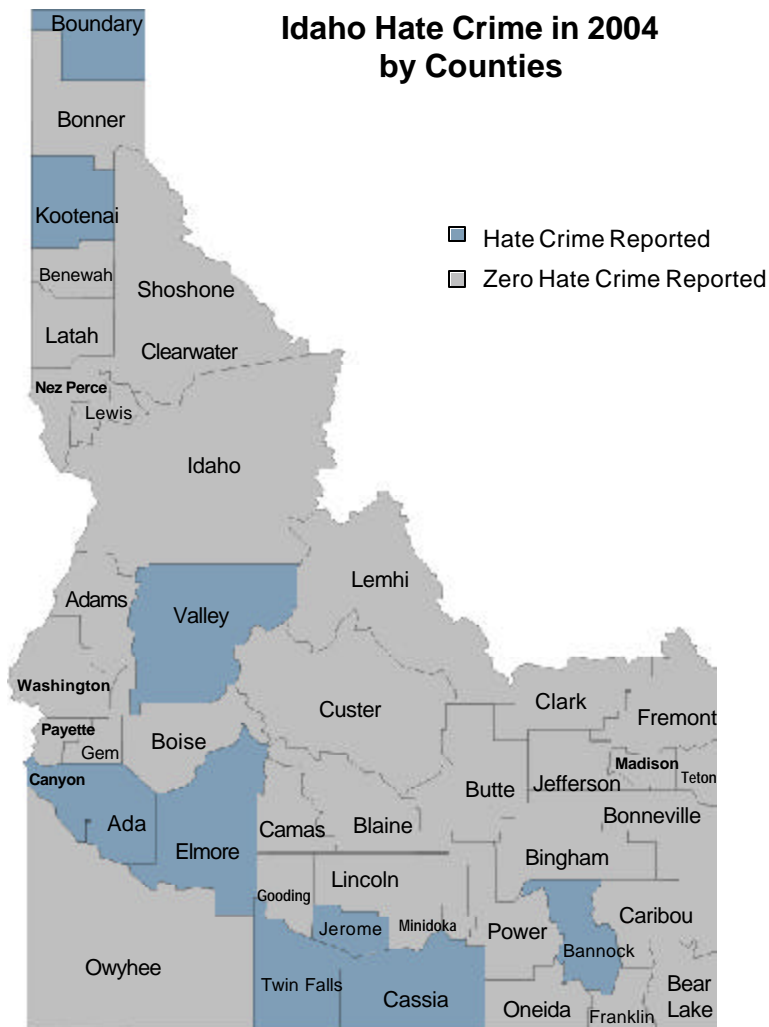 Idaho Hate Crime in 2004
by Counties
Boundary
Bonner
Kootenai
Hate Crime Reported
Zero Hate Crime Reported
Benewah
Shoshone
Latah
Clearwater
Nez Perce
Lewis
Idaho
Lemhi
Adams
Valley
Washington
Custer
Clark
Fremont
Payette
Gem
Boise
Madison
Teton
Canyon
Butte
Jefferson
Ada
Camas
Blaine
Bonneville
Elmore
Bingham
Gooding
Lincoln
Caribou
Jerome
Minidoka
Power
Bannock
Owyhee
Twin Falls
Cassia
Bear
Lake
Oneida
Franklin